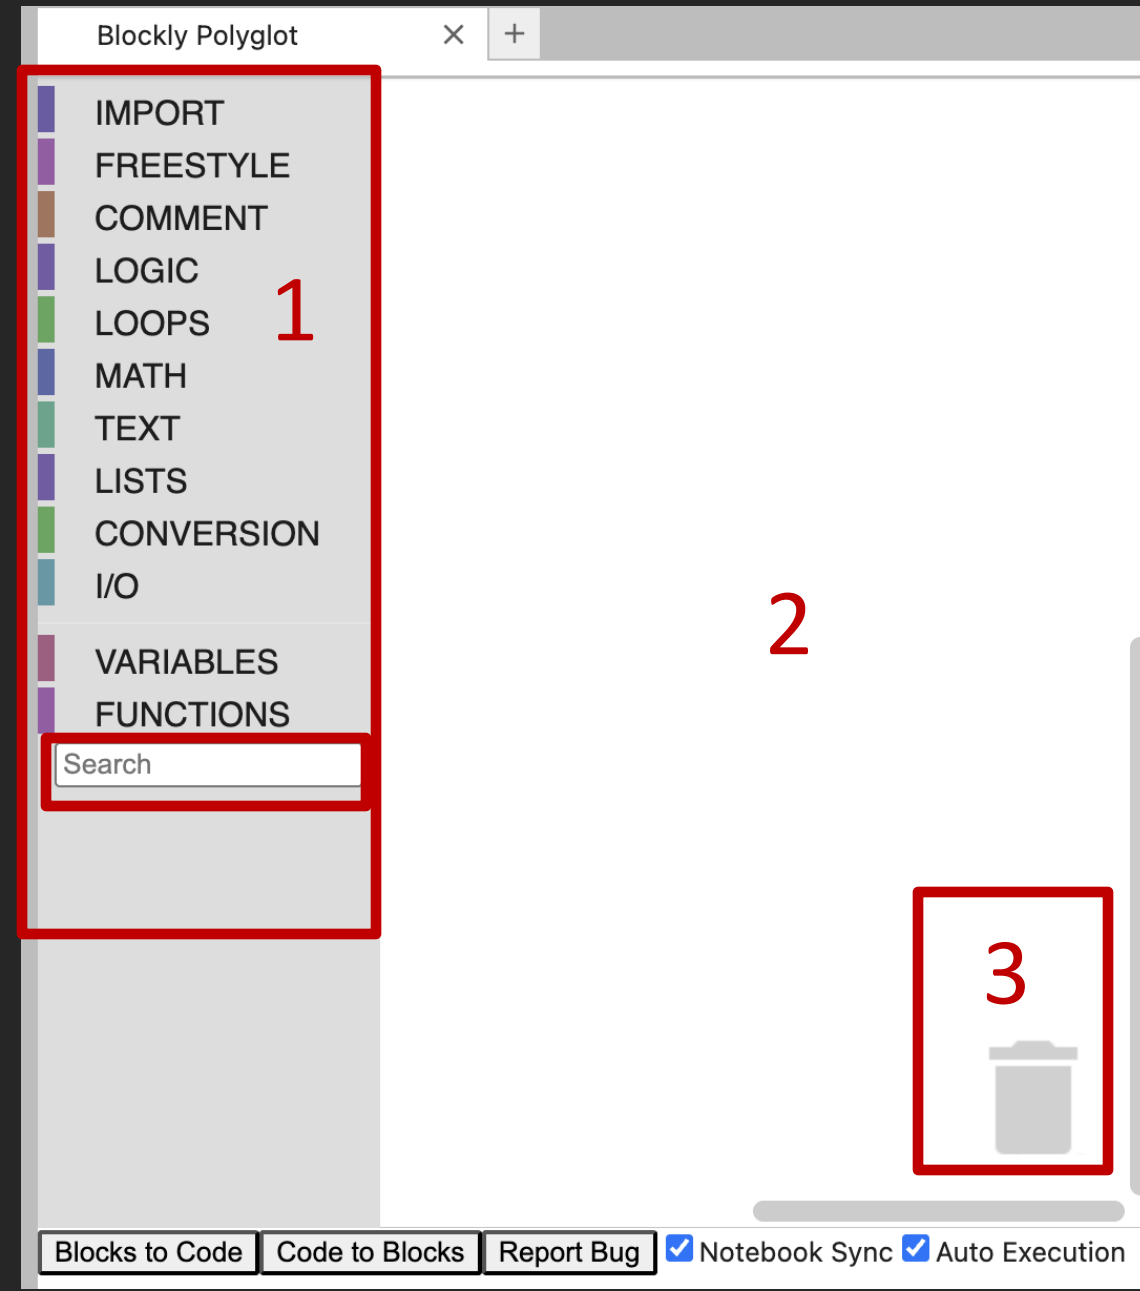 Blockly Polyglot
IMPORT
FREESTYLE
COMMENT
LOGIC
1
LOOPS
MATH
TEXT
LISTS
CONVERSION
I/O
2
VARIABLES
FUNCTIONS
Search
3
Blocks to Code Code to Blocks Report Bug Notebook Sync Auto Execution